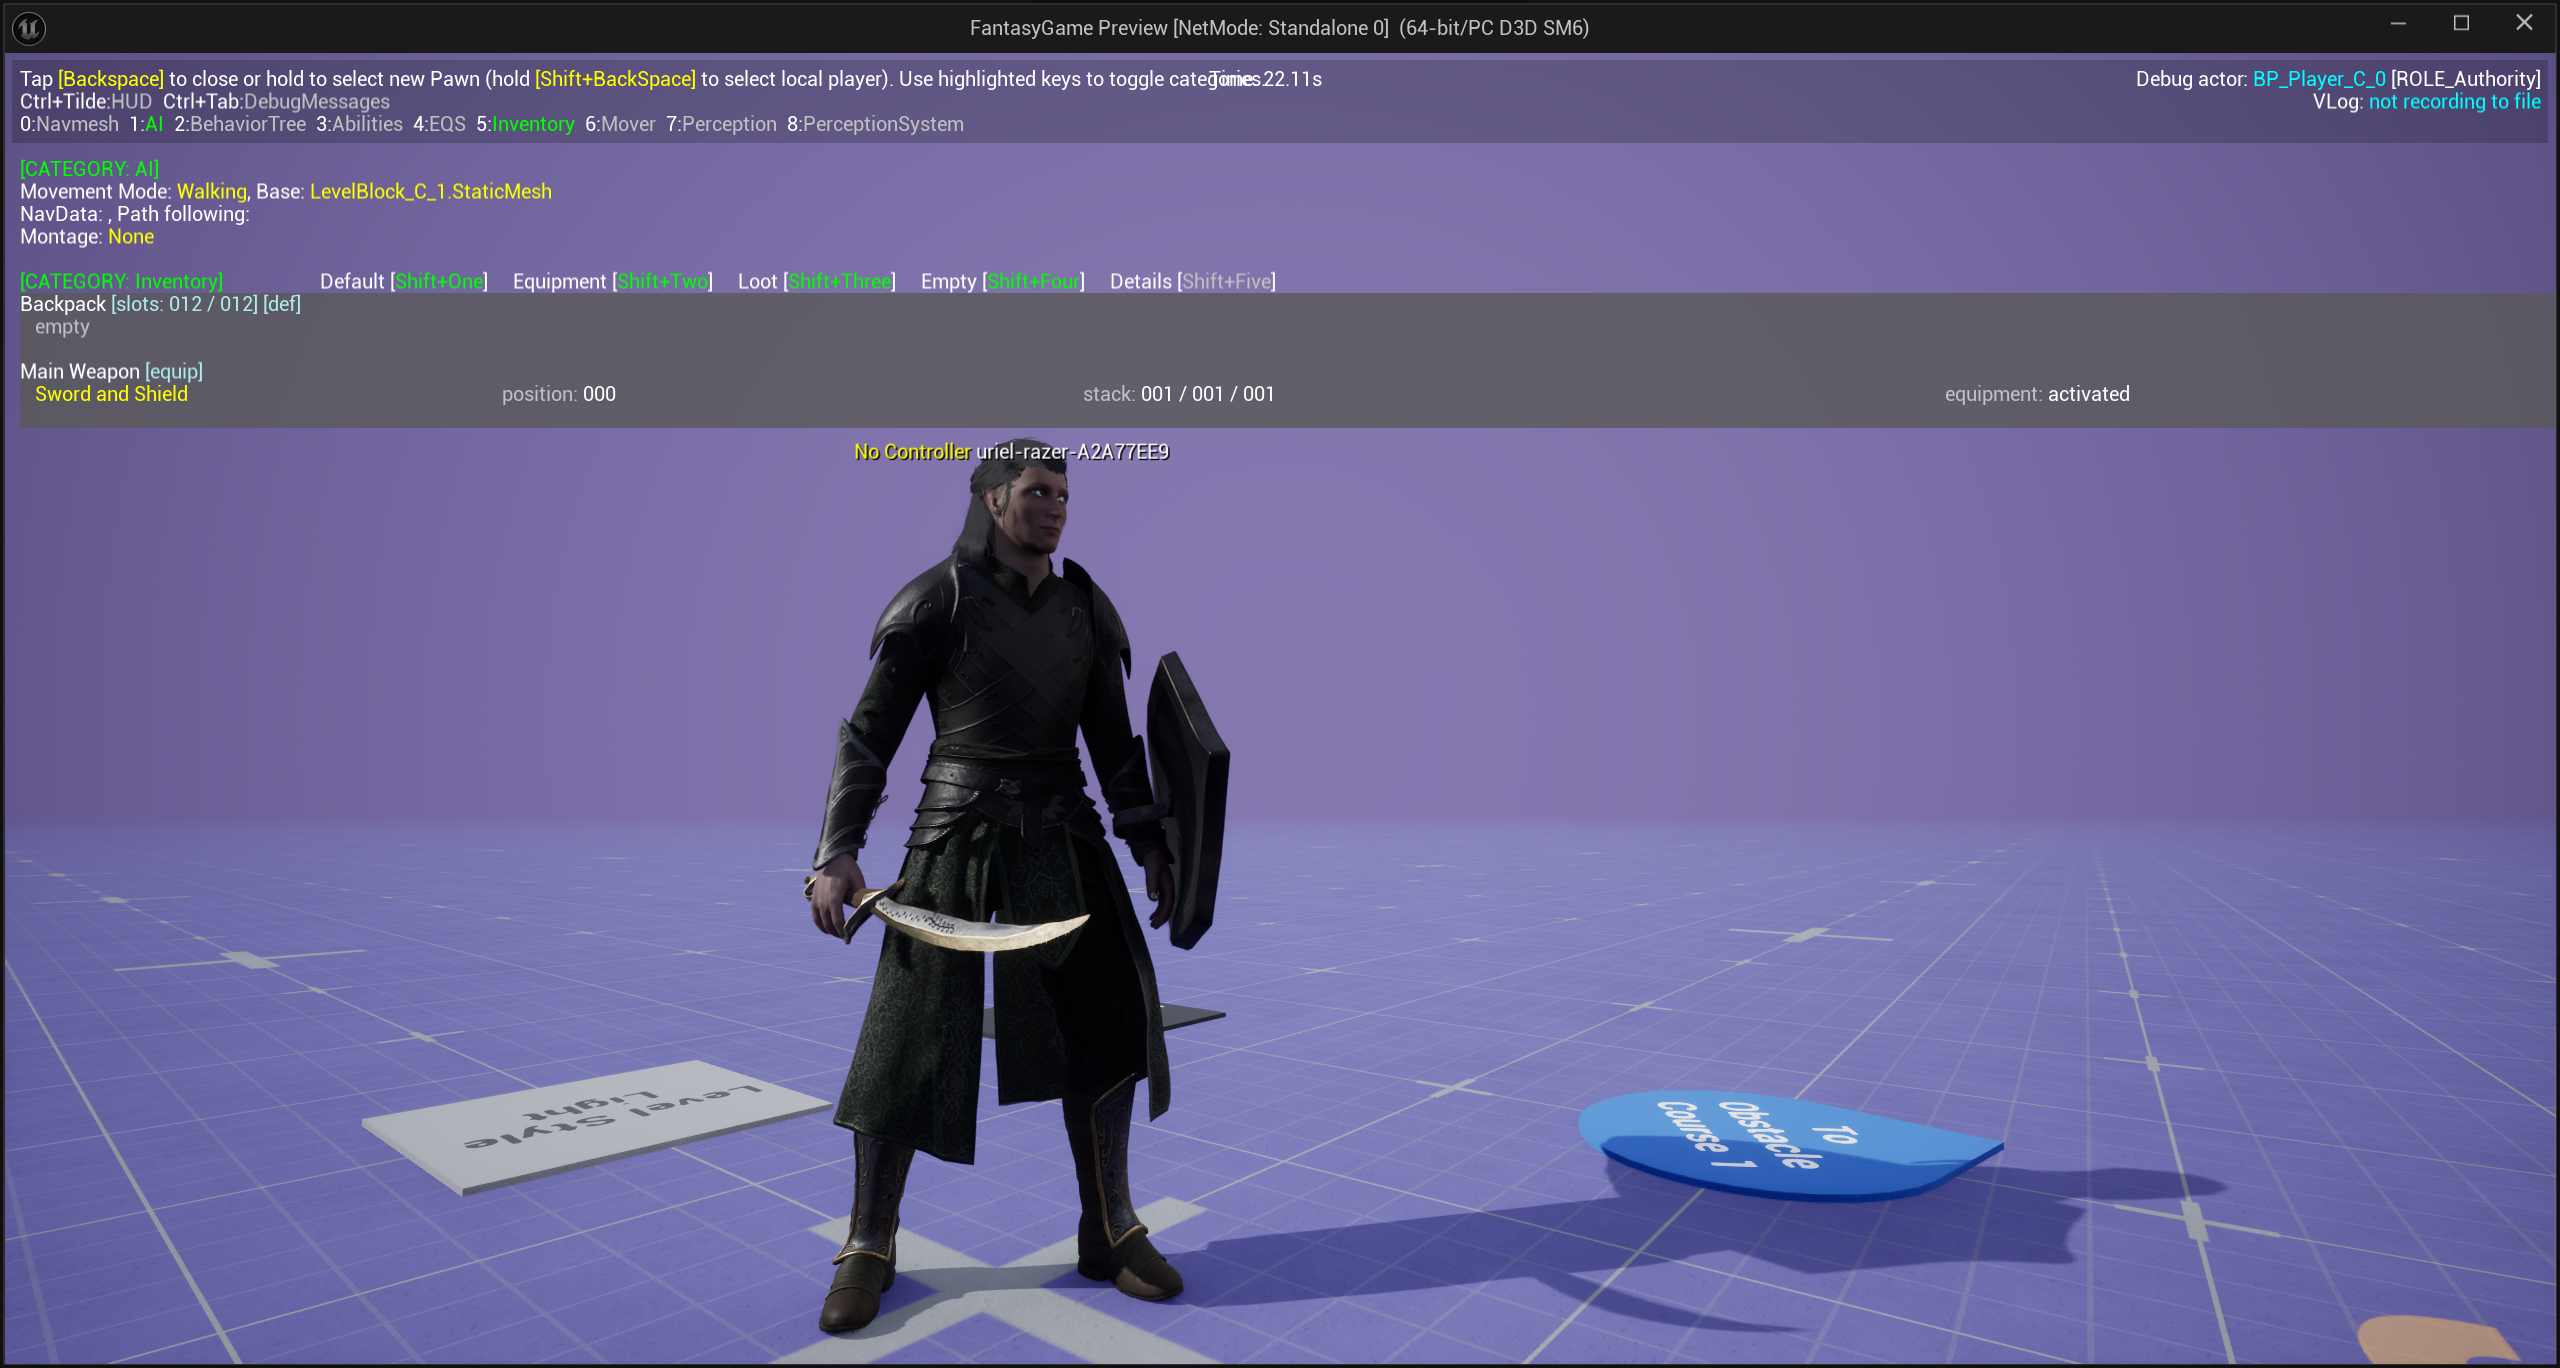 FantasyGame Preview [NetMode: Standalone 0]  (64-bit/PC D3D SM6)
Tap [Backspace] to close or hold to select new Pawn (hold [Shift+BackSpace] to select local player). Use highlighted keys to toggle categories.
Time: 22.11s
Debug actor: BP_Player_C_0 [ROLE_Authority]
Ctrl+Tilde:HUD  Ctrl+Tab:DebugMessages
VLog: not recording to file
0:Navmesh  1:AI  2:BehaviorTree  3:Abilities  4:EQS  5:Inventory  6:Mover  7:Perception  8:PerceptionSystem
[CATEGORY: AI]
Movement Mode: Walking, Base: LevelBlock_C_1.StaticMesh
NavData: , Path following:
Montage: None
[CATEGORY: Inventory]  Default [Shift+One]  Equipment [Shift+Two]  Loot [Shift+Three]  Empty [Shift+Four]  Details [Shift+Five]
Backpack [slots: 012 / 012] [def]
empty
Main Weapon [equip]
Sword and Shield  position: 000  stack: 001 / 001 / 001  equipment: activated
No Controller uriel-razer-A2A77EE9
Level Style
Light
To
Obstacle
Course 1